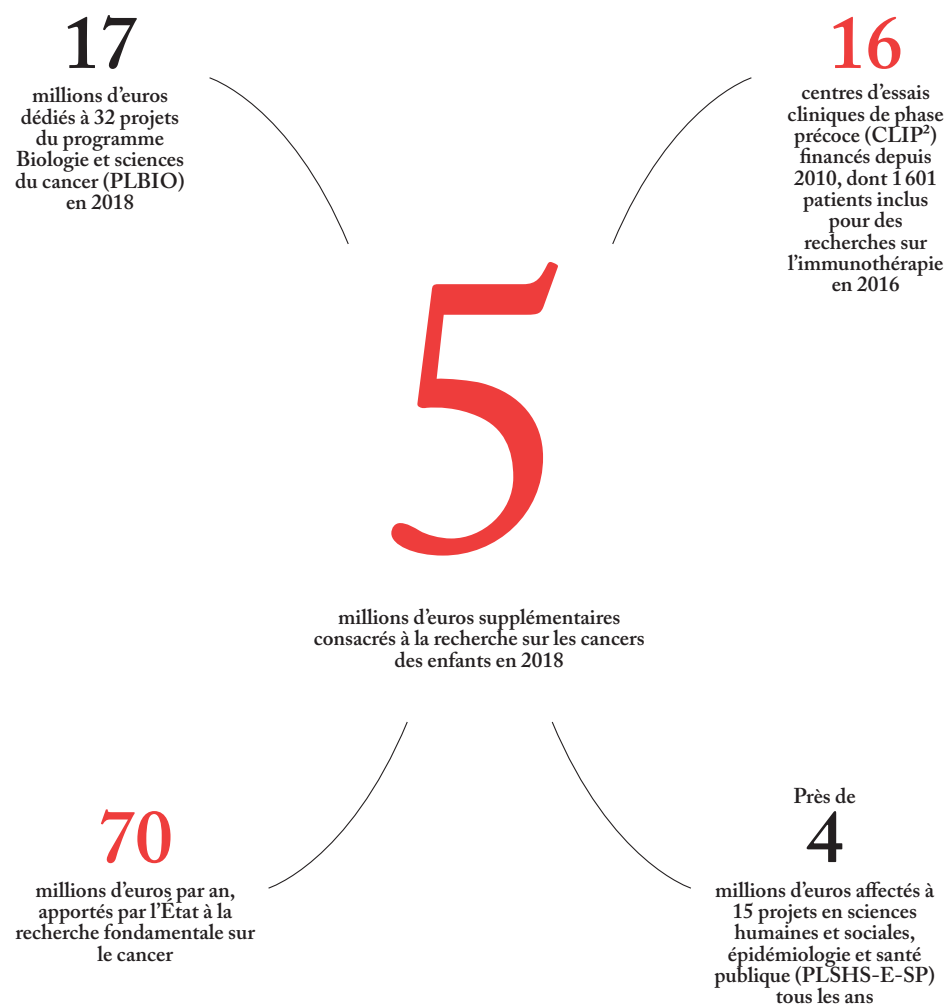 17
millions d'euros
dédiés à 32 projets
du programme
Biologie et sciences
du cancer (PLBIO)
en 2018
16
centres d'essais
cliniques de phase
précoce (CLIP²)
financés depuis
2010, dont 1 601
patients inclus
pour des
recherches sur
l'immunothérapie
en 2016
5
millions d'euros supplémentaires
consacrés à la recherche sur les cancers
des enfants en 2018
70
millions d'euros par an,
apportés par l'État à la
recherche fondamentale sur
le cancer
Près de
4
millions d'euros affectés à
15 projets en sciences
humaines et sociales,
épidémiologie et santé
publique (PLSHS-E-SP)
tous les ans